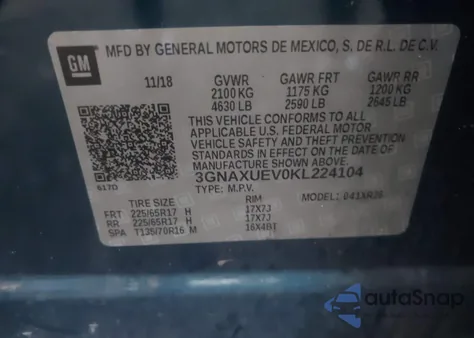 GM
MFD BY GENERAL MOTORS DE MEXICO, S. DE R.L. DE C.V.
11/18 GVWR GAWR FRT GAWR RR
2100 KG 1175 KG 1200 KG
4630 LB 2590 LB 2645 LB
THIS VEHICLE CONFORMS TO ALL
APPLICABLE U.S. FEDERAL MOTOR
VEHICLE SAFETY AND THEFT PREVENTION
STANDARDS IN EFFECT ON THE DATE OF
MANUFACTURE SHOWN ABOVE.
3GNAXUEV0KL224104
TYPE: M.P.V. MODEL:
TIRE SIZE RIM
FRT 225/65R17 H 17X7J
RR 225/65R17 H 17X7J
SPA T135/70R16 M 16X4BT
autoSnap